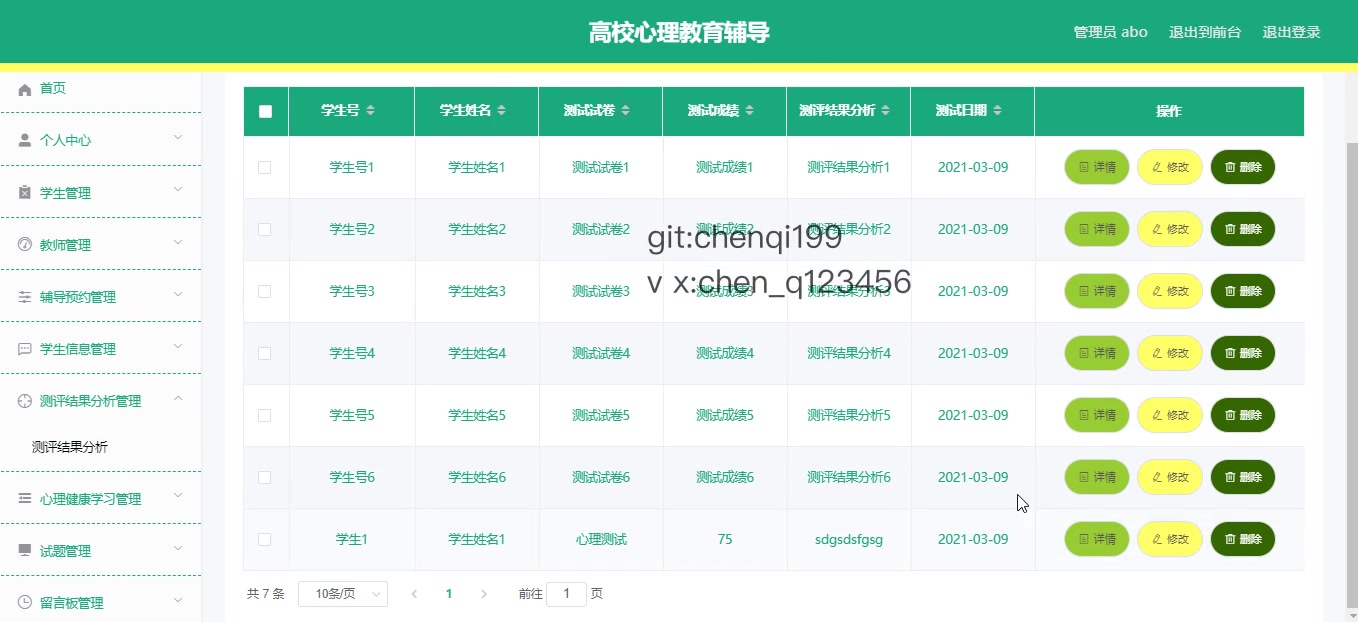 高校心理教育辅导
管理员 abo 退出到前台 退出登录
首页
个人中心
学生管理
教师管理
辅导预约管理
学生信息管理
测评结果分析管理
测评结果分析
心理健康学习管理
试题管理
留言板管理
学生号 学生姓名 测试试卷 测试成绩 测评结果分析 测试日期 操作
学生号1 学生姓名1 测试试卷1 测试成绩1 测评结果分析1 2021-03-09 详情 修改 删除
学生号2 学生姓名2 测试试卷2 测试成绩2 测评结果分析2 2021-03-09 详情 修改 删除
git:chenqi199
v x:chen_q123456
学生号3 学生姓名3 测试试卷3 测试成绩3 测评结果分析3 2021-03-09 详情 修改 删除
学生号4 学生姓名4 测试试卷4 测试成绩4 测评结果分析4 2021-03-09 详情 修改 删除
学生号5 学生姓名5 测试试卷5 测试成绩5 测评结果分析5 2021-03-09 详情 修改 删除
学生号6 学生姓名6 测试试卷6 测试成绩6 测评结果分析6 2021-03-09 详情 修改 删除
学生1 学生姓名1 心理测试 75 sdgsdsfgsg 2021-03-09 详情 修改 删除
共 7 条 10条/页 1 前往 1 页